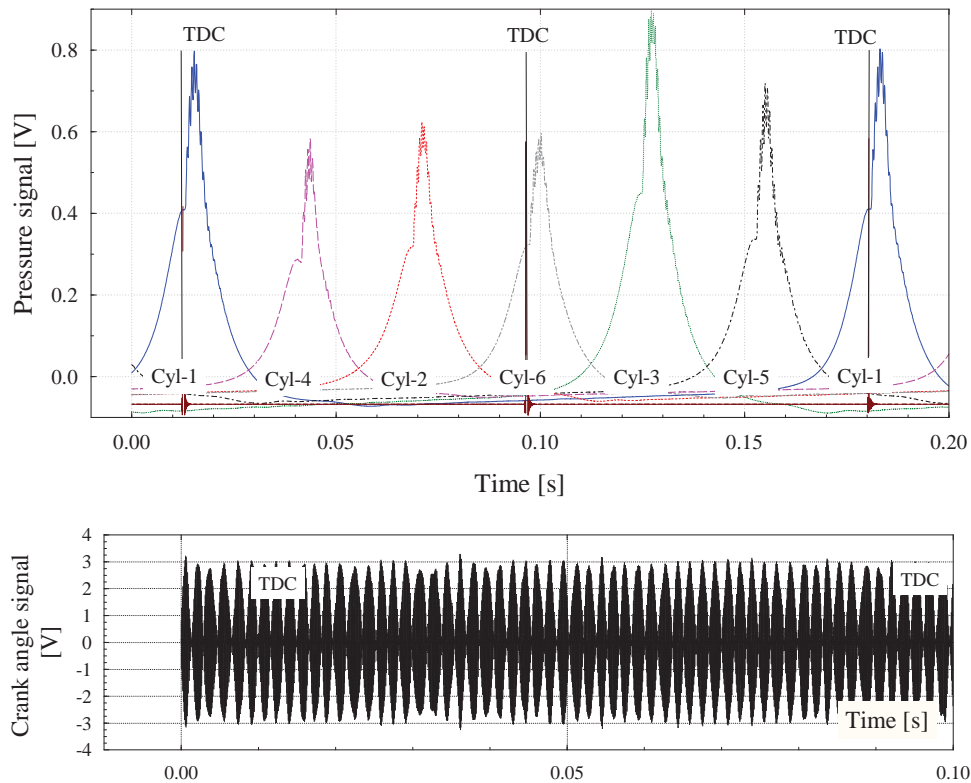 TDC
TDC
TDC
0.8
0.6
0.4
0.2
0.0
Pressure signal [V]
Cyl-1
Cyl-4
Cyl-2
Cyl-6
Cyl-3
Cyl-5
Cyl-1
0.00
0.05
0.10
0.15
0.20
Time [s]
4
3
2
1
0
-1
-2
-3
-4
Crank angle signal
[V]
TDC
TDC
Time [s]
0.00
0.05
0.10